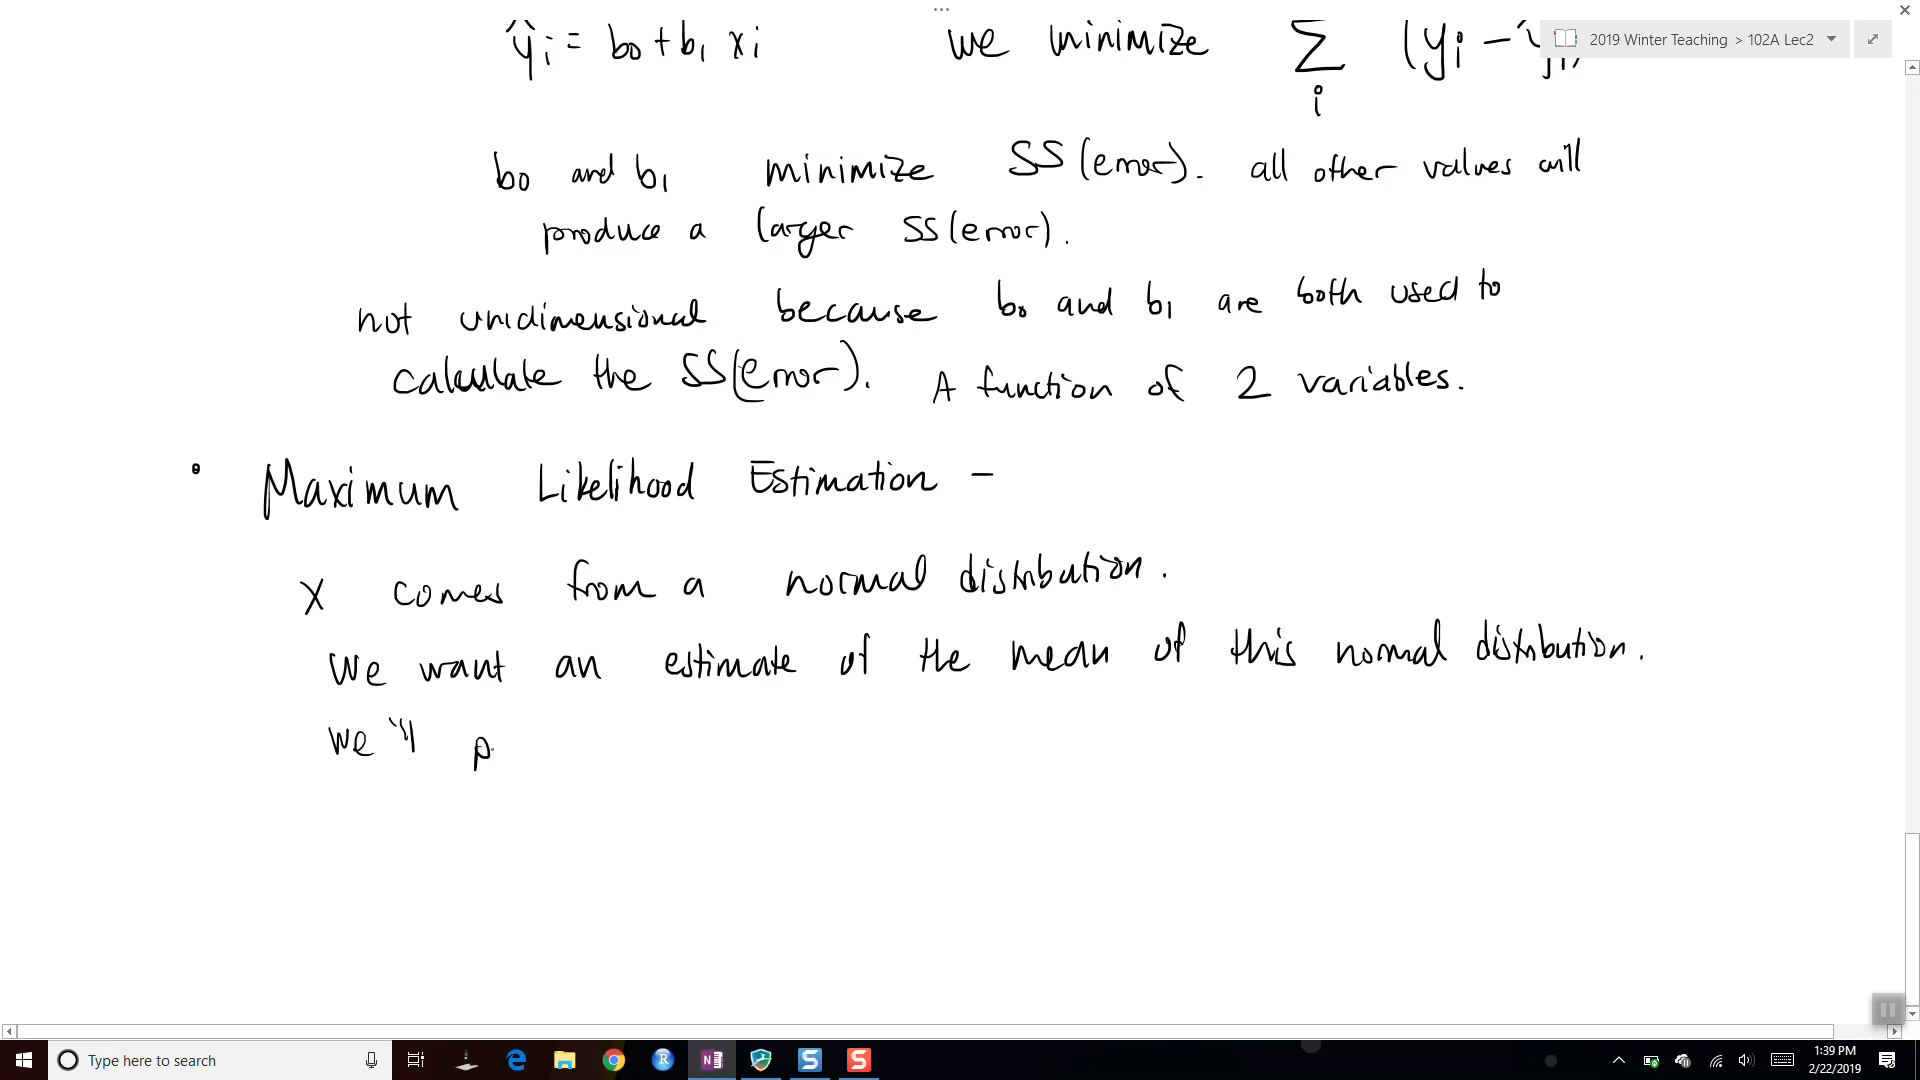 ŷi = b0 + b1 xi we minimize Σ i (yi − ŷi)
2019 Winter Teaching > 102A Lec2
b0 and b1 minimize SS(error). all other values will
produce a larger SS(error).
not unidimensional because b0 and b1 are both used to
calculate the SS(error). A function of 2 variables.
• Maximum Likelihood Estimation –
X comes from a normal distribution.
We want an estimate of the mean of this normal distribution.
We'll p
Type here to search
1:39 PM
2/22/2019